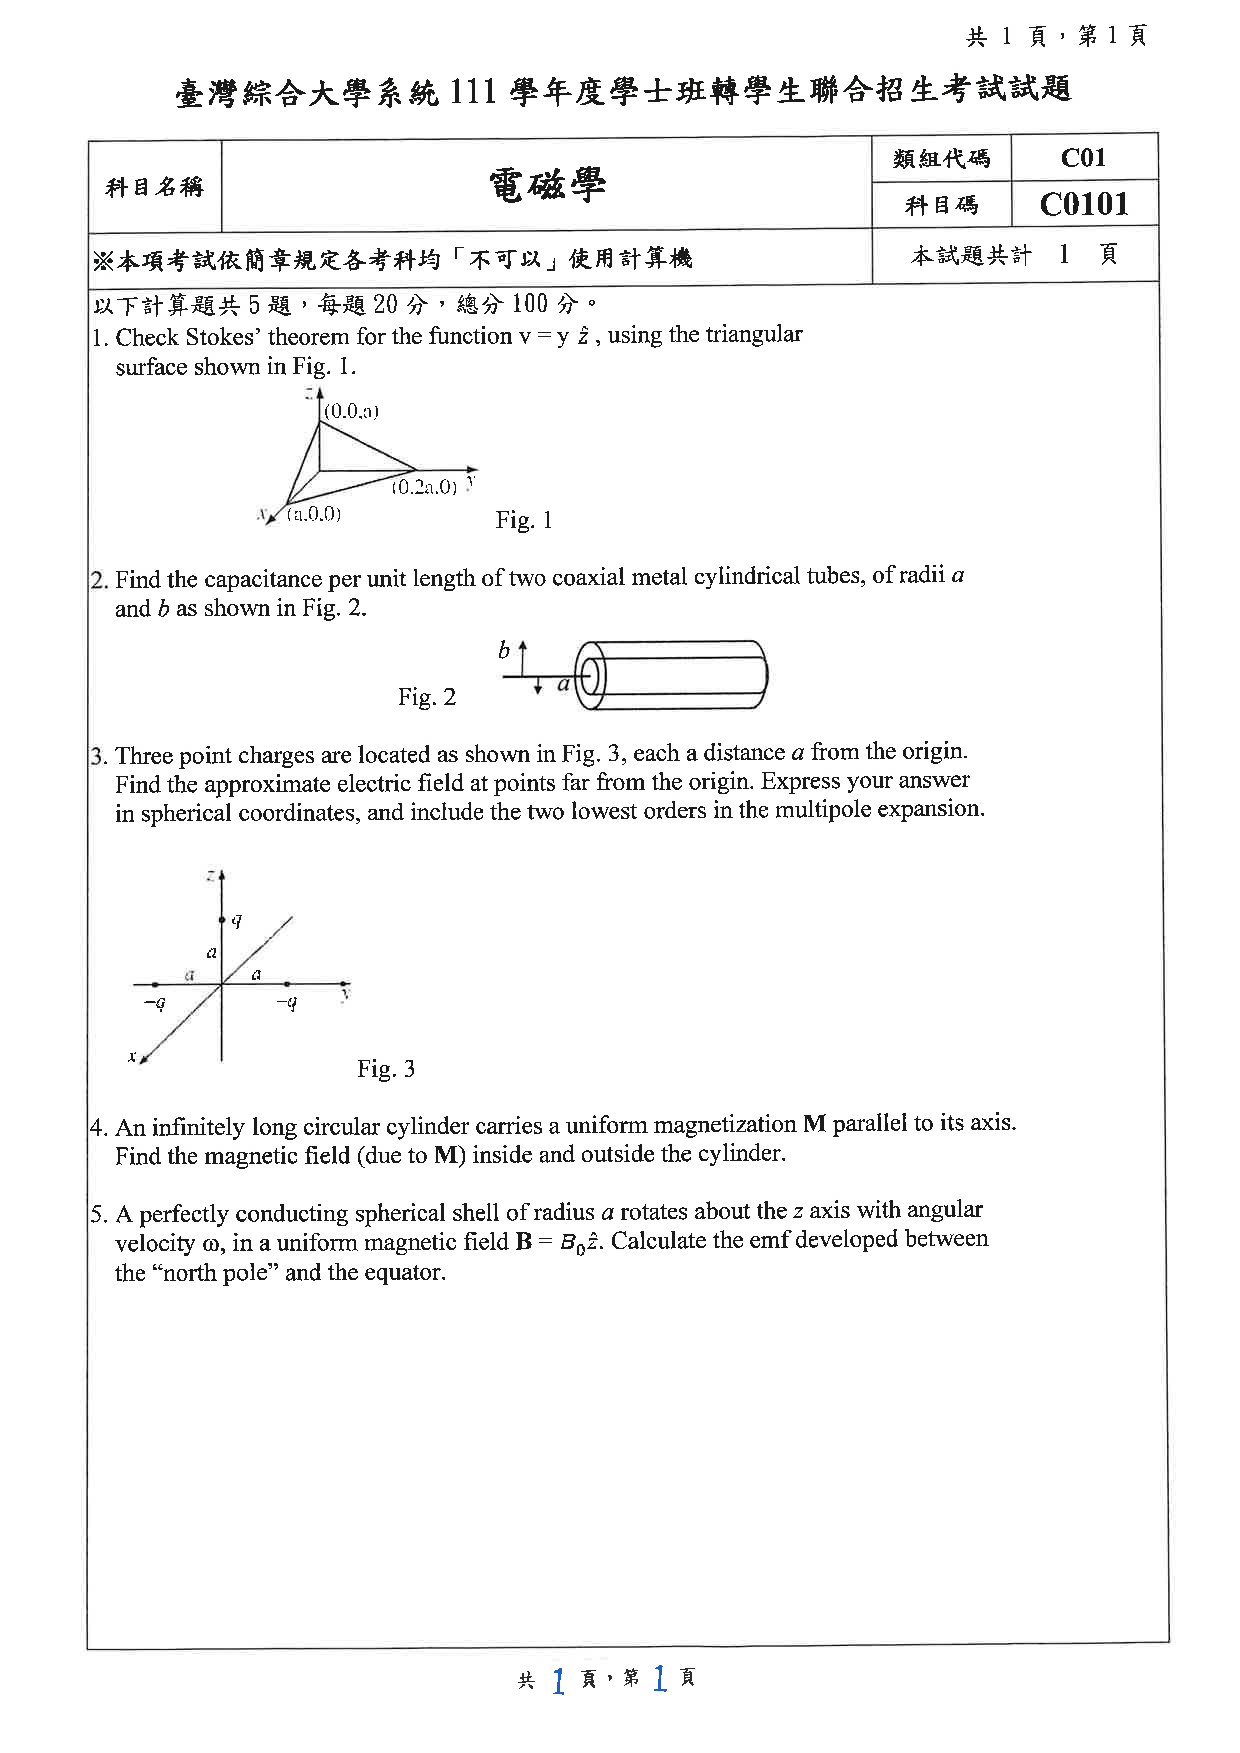 共 1 頁，第 1 頁
臺灣綜合大學系統 111 學年度學士班轉學生聯合招生考試試題
科目名稱
電磁學
類組代碼
C01
科目碼
C0101
※本項考試依簡章規定各考科均「不可以」使用計算機
本試題共計 1 頁
以下計算題共 5 題，每題 20 分，總分 100 分。
1. Check Stokes’ theorem for the function v = y ẑ , using the triangular
surface shown in Fig. 1.
z
(0,0,a)
(0,2a,0) y
x (a,0,0)
Fig. 1
2. Find the capacitance per unit length of two coaxial metal cylindrical tubes, of radii a
and b as shown in Fig. 2.
b
a
Fig. 2
3. Three point charges are located as shown in Fig. 3, each a distance a from the origin.
Find the approximate electric field at points far from the origin. Express your answer
in spherical coordinates, and include the two lowest orders in the multipole expansion.
z
q
a
a a
−q −q y
x
Fig. 3
4. An infinitely long circular cylinder carries a uniform magnetization M parallel to its axis.
Find the magnetic field (due to M) inside and outside the cylinder.
5. A perfectly conducting spherical shell of radius a rotates about the z axis with angular
velocity ω, in a uniform magnetic field B = B₀ẑ. Calculate the emf developed between
the “north pole” and the equator.
共 1 頁，第 1 頁